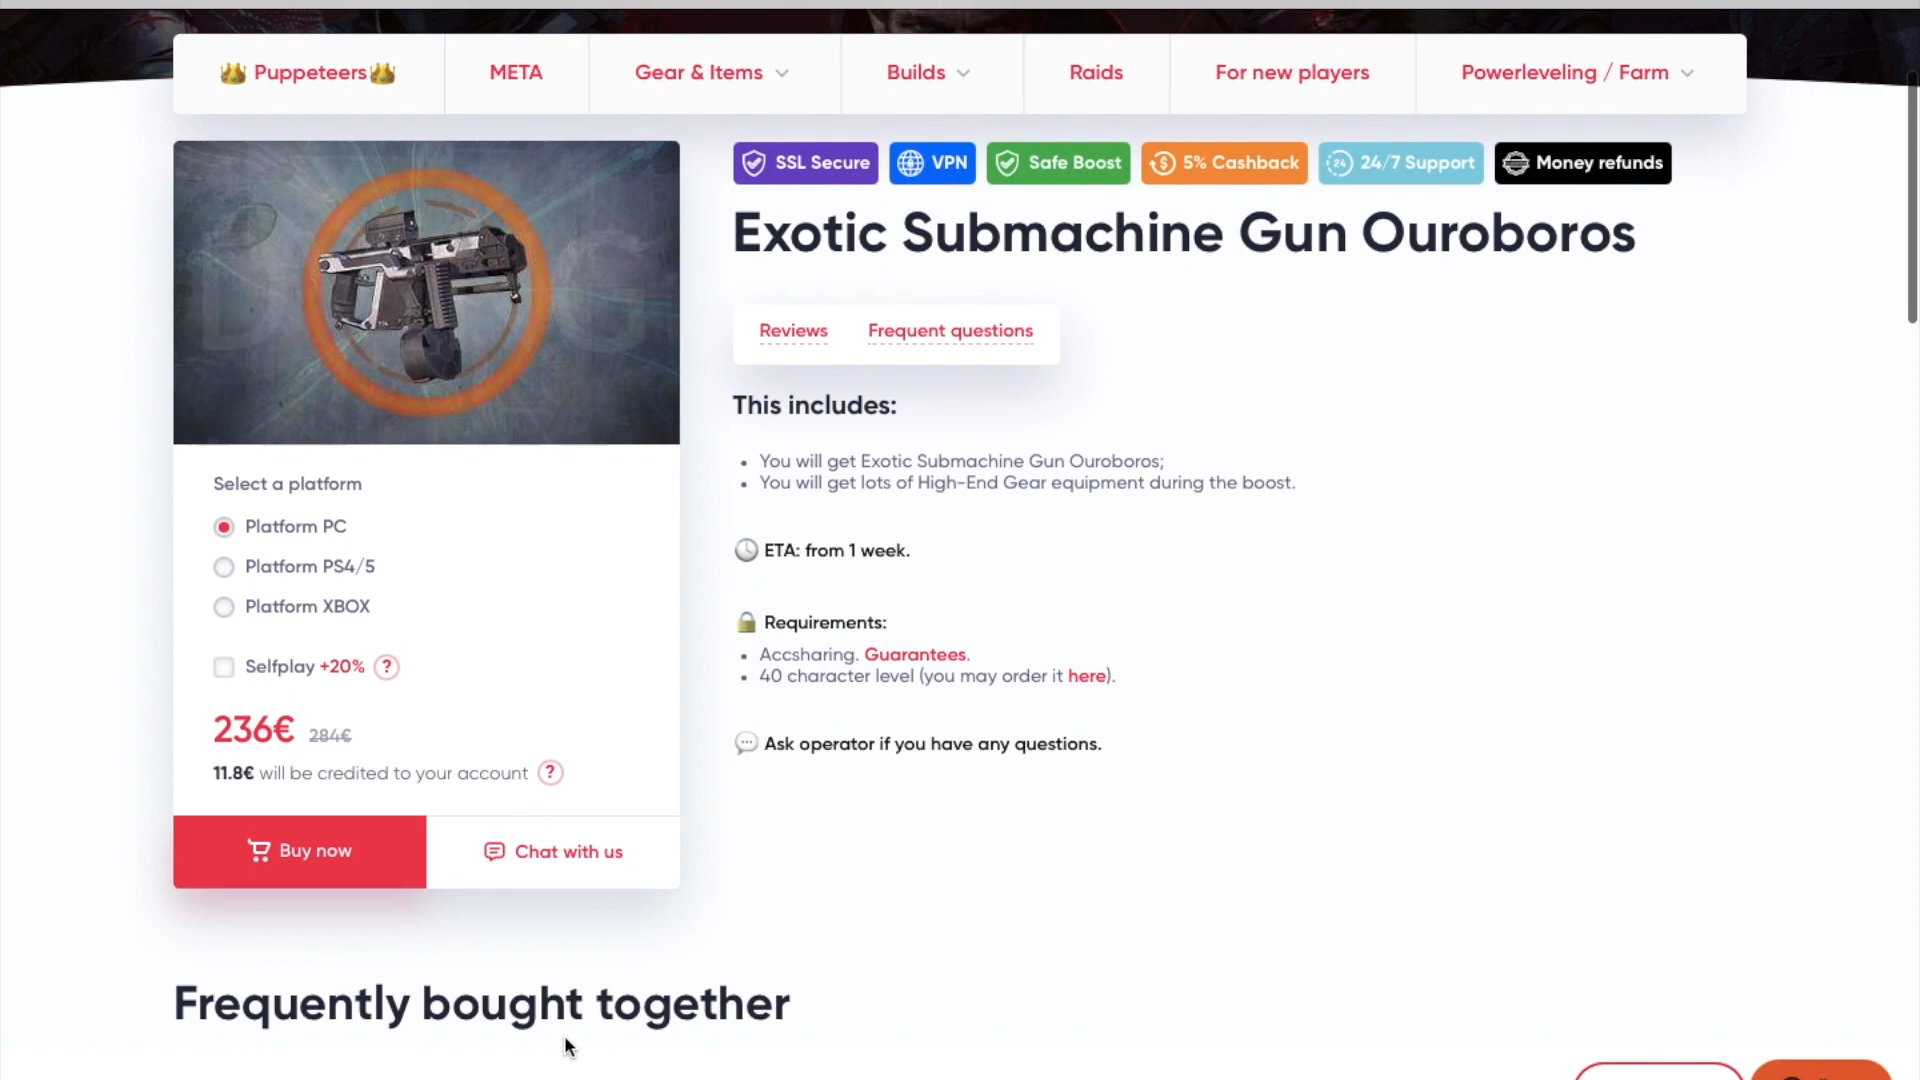 Puppeteers
META
Gear & Items
Builds
Raids
For new players
Powerleveling / Farm
SSL Secure
VPN
Safe Boost
5% Cashback
24
24/7 Support
Money refunds
Exotic Submachine Gun Ouroboros
Reviews
Frequent questions
This includes:
• You will get Exotic Submachine Gun Ouroboros;
• You will get lots of High-End Gear equipment during the boost.
ETA: from 1 week.
Requirements:
• Accsharing. Guarantees.
• 40 character level (you may order it here).
Ask operator if you have any questions.
Select a platform
Platform PC
Platform PS4/5
Platform XBOX
Selfplay +20% ?
236€ 284€
11.8€ will be credited to your account ?
Buy now
Chat with us
Frequently bought together